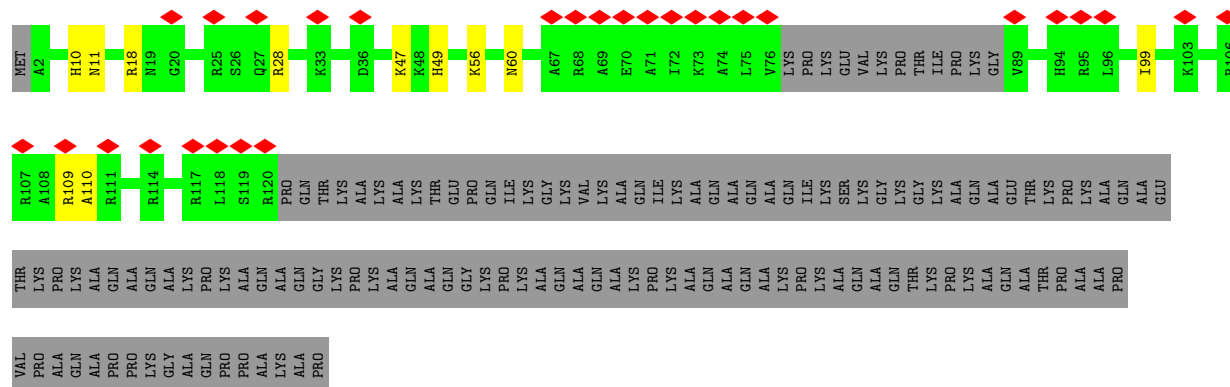 MET A2 H10 N11 R18 N19 G20 R25 S26 Q27 R28 K33 D36 K47 K48 H49 K56 N60 A67 R68 A69 E70 A71 I72 K73 A74 L75 V76 LYS PRO LYS GLU VAL LYS PRO THR ILE PRO LYS GLY V89 H94 R95 L96 I99 K103
R107 A108 R109 A110 R111 R114 R117 L118 S119 R120 PRO GLN THR LYS ALA LYS ALA LYS THR GLU PRO GLN ILE LYS GLY LYS VAL LYS ALA GLN ILE LYS ALA GLN ALA GLN ALA GLN ILE LYS SER LYS GLY LYS GLY LYS ALA GLN ALA GLU THR LYS PRO LYS ALA GLN ALA GLU
THR LYS PRO LYS ALA GLN ALA GLN ALA LYS PRO LYS ALA GLN ALA GLN GLY LYS PRO LYS ALA GLN ALA GLN GLY LYS PRO LYS ALA GLN ALA GLN ALA LYS PRO LYS ALA GLN ALA GLN ALA LYS PRO LYS ALA GLN ALA GLN THR LYS PRO LYS ALA GLN ALA THR PRO ALA ALA PRO
VAL PRO ALA GLN ALA PRO PRO LYS GLY ALA GLN PRO PRO ALA LYS ALA PRO